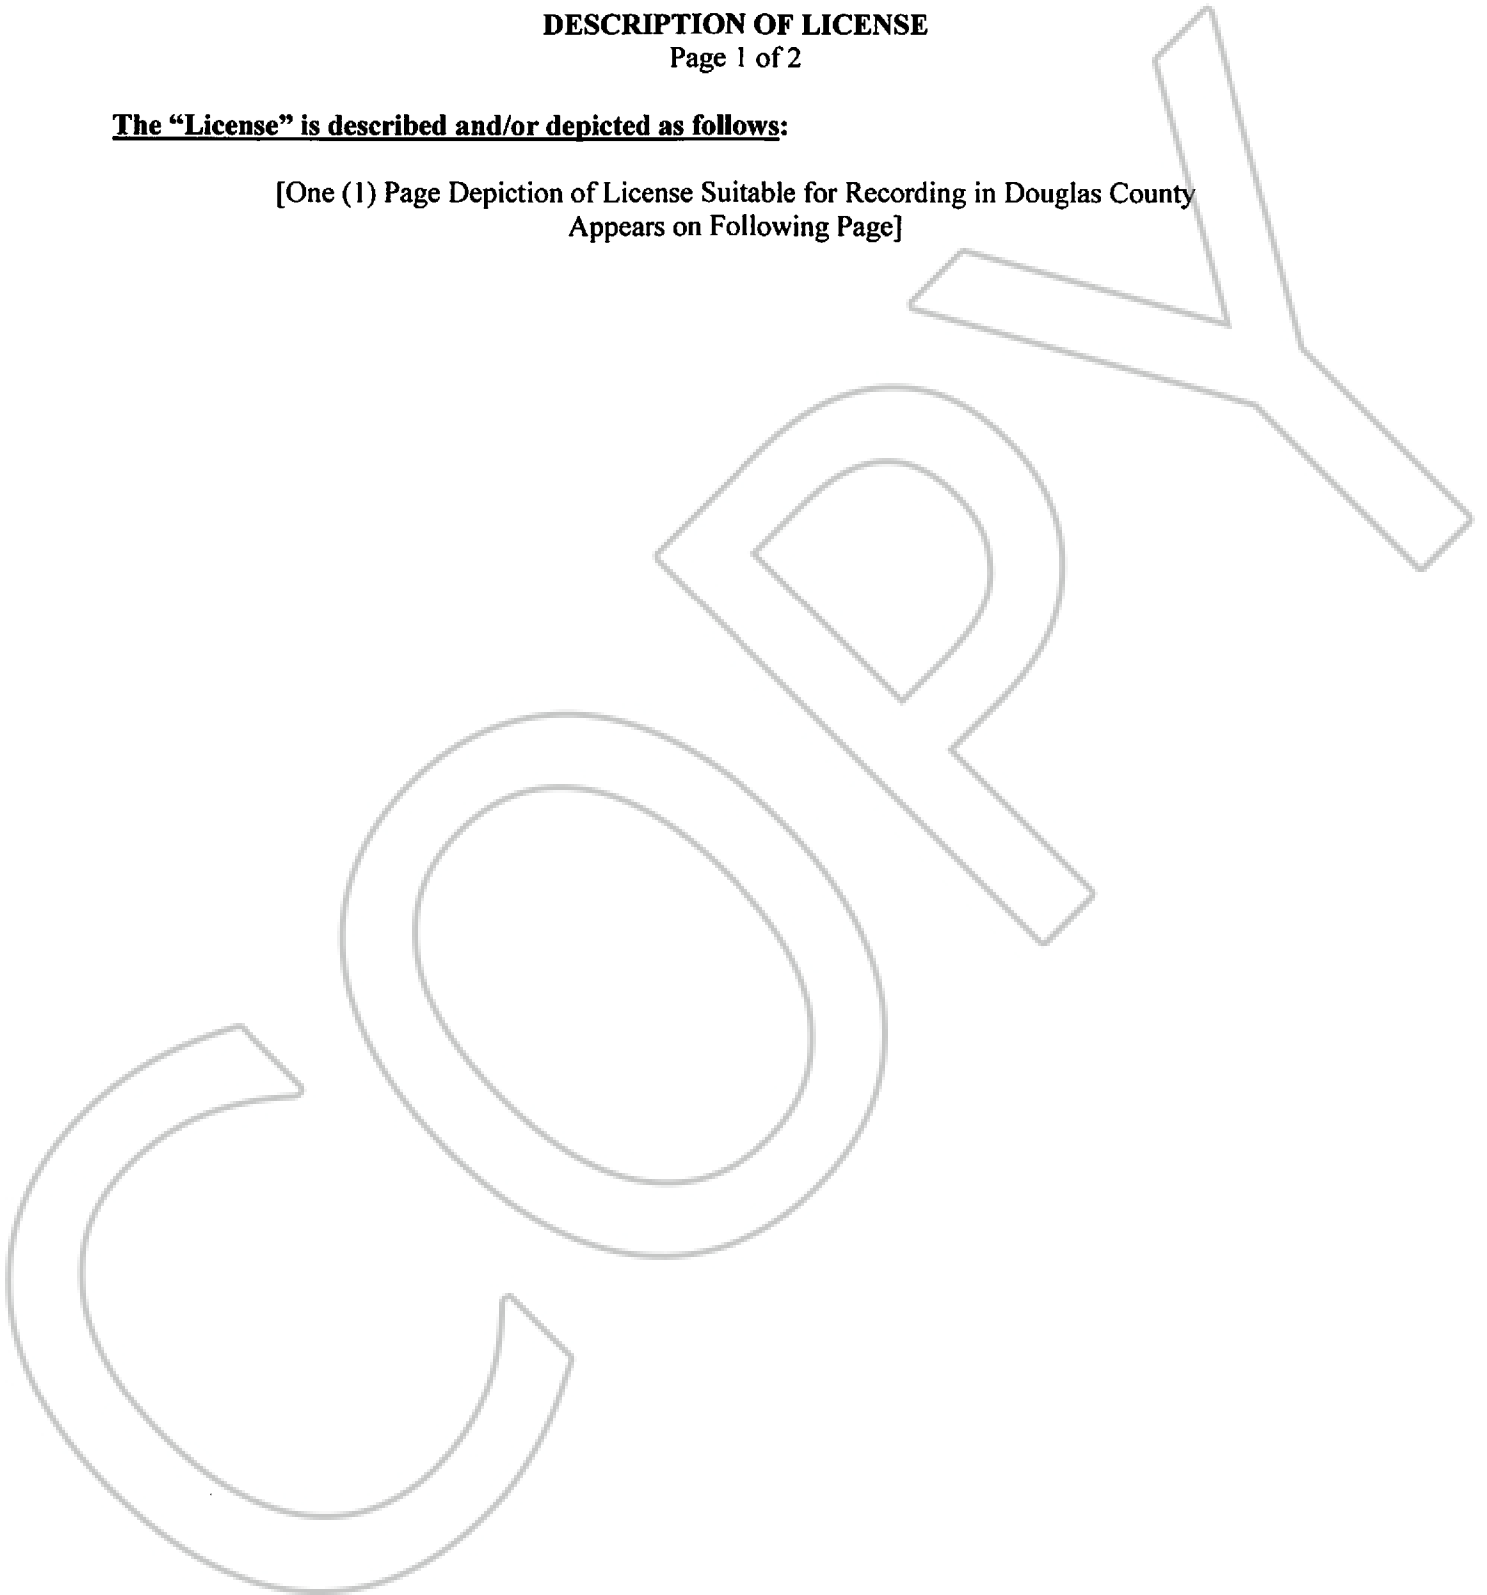 DESCRIPTION OF LICENSE
Page 1 of 2
The “License” is described and/or depicted as follows:
[One (1) Page Depiction of License Suitable for Recording in Douglas County
Appears on Following Page]
COPY